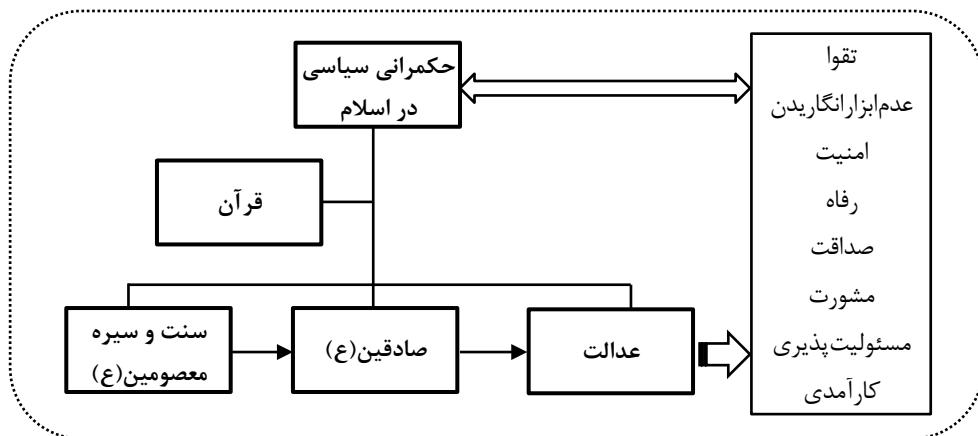 حکمرانی سیاسی
در اسلام
قرآن
سنت و سیره
معصومین(ع)
صادقین(ع)
عدالت
تقوا
عدم‌ابزارانگاریدن
امنیت
رفاه
صداقت
مشورت
مسئولیت‌پذیری
کارآمدی